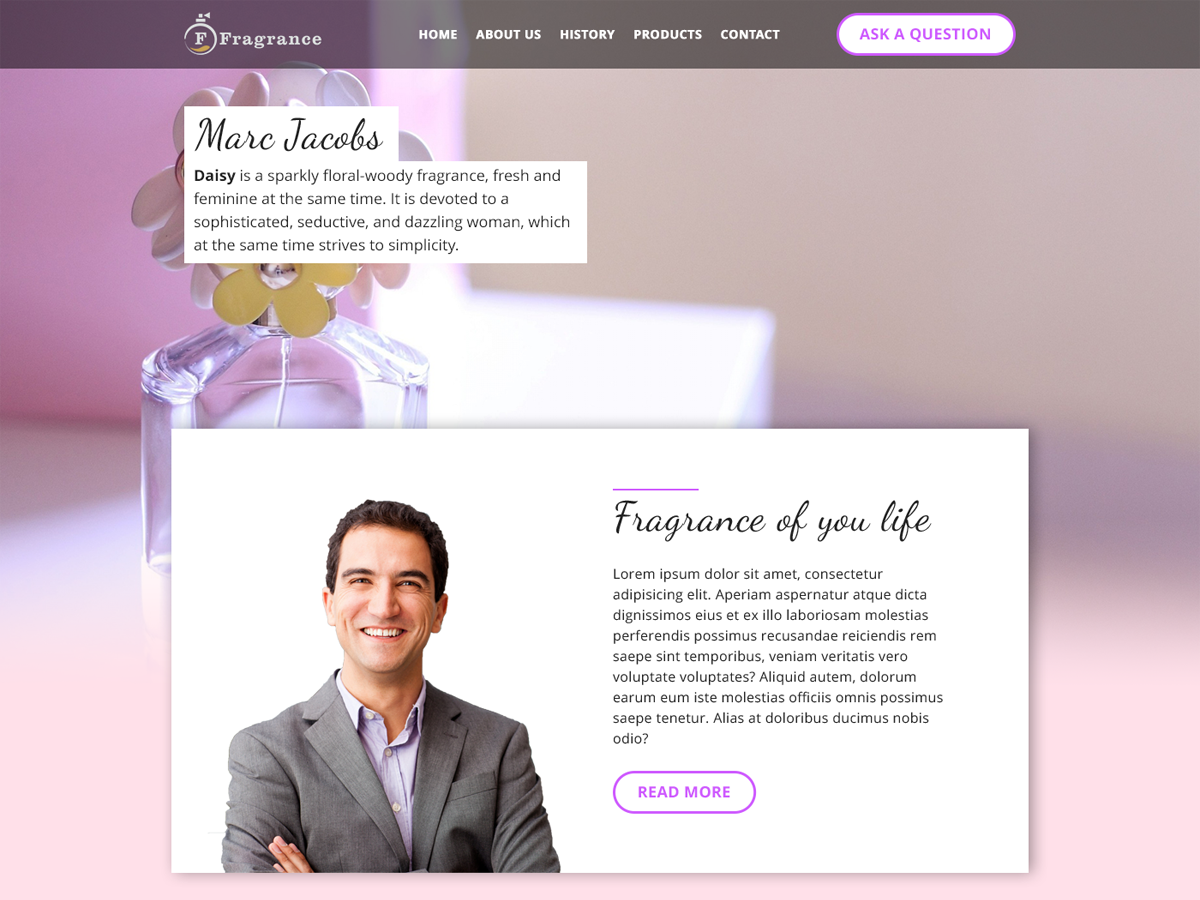 F Fragrance
HOME ABOUT US HISTORY PRODUCTS CONTACT
ASK A QUESTION
Marc Jacobs
Daisy is a sparkly floral-woody fragrance, fresh and
feminine at the same time. It is devoted to a
sophisticated, seductive, and dazzling woman, which
at the same time strives to simplicity.
Fragrance of you life
Lorem ipsum dolor sit amet, consectetur
adipisicing elit. Aperiam aspernatur atque dicta
dignissimos eius et ex illo laboriosam molestias
perferendis possimus recusandae reiciendis rem
saepe sint temporibus, veniam veritatis vero
voluptate voluptates? Aliquid autem, dolorum
earum eum iste molestias officiis omnis possimus
saepe tenetur. Alias at doloribus ducimus nobis
odio?
READ MORE